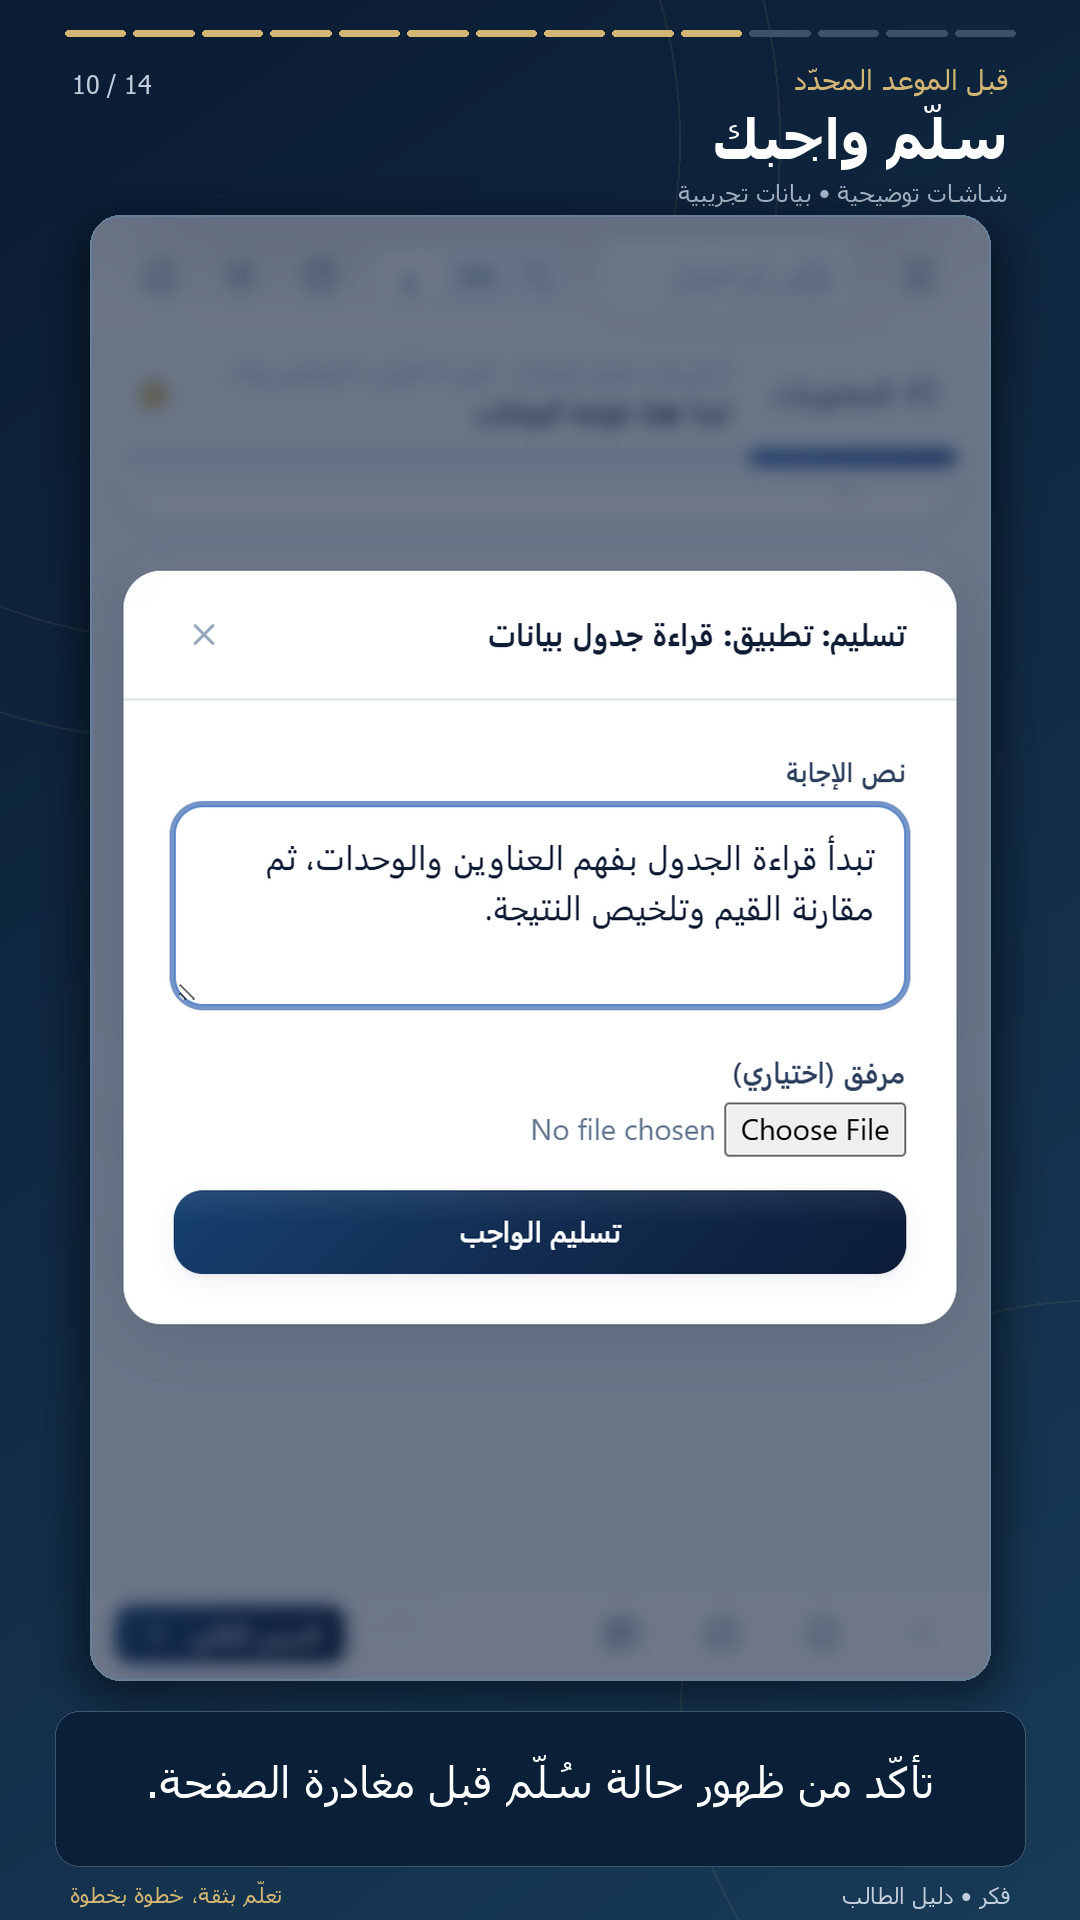 10 / 14
قبل الموعد المحدّد
سلّم واجبك
شاشات توضيحية • بيانات تجريبية
تسليم: تطبيق: قراءة جدول بيانات
نص الإجابة
تبدأ قراءة الجدول بفهم العناوين والوحدات، ثم
مقارنة القيم وتلخيص النتيجة.
مرفق (اختياري)
Choose File No file chosen
تسليم الواجب
تأكّد من ظهور حالة سُلّم قبل مغادرة الصفحة.
فكر • دليل الطالب
تعلّم بثقة، خطوة بخطوة